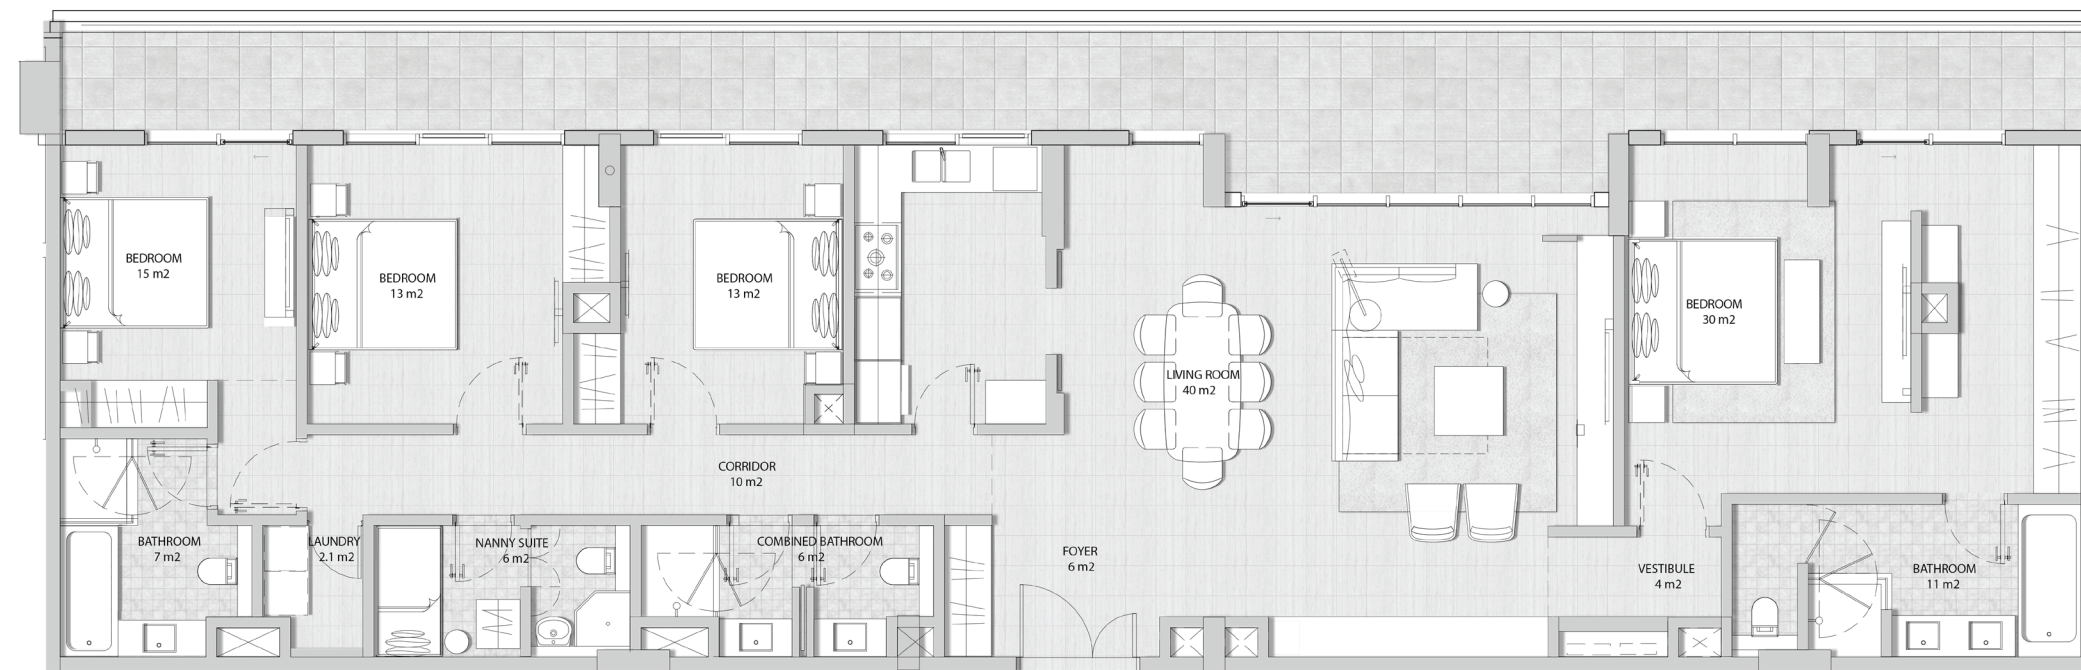 BEDROOM
15 m2
BEDROOM
13 m2
BEDROOM
13 m2
LIVING ROOM
40 m2
BEDROOM
30 m2
CORRIDOR
10 m2
BATHROOM
7 m2
LAUNDRY
2.1 m2
NANNY SUITE
6 m2
COMBINED BATHROOM
6 m2
FOYER
6 m2
VESTIBULE
4 m2
BATHROOM
11 m2